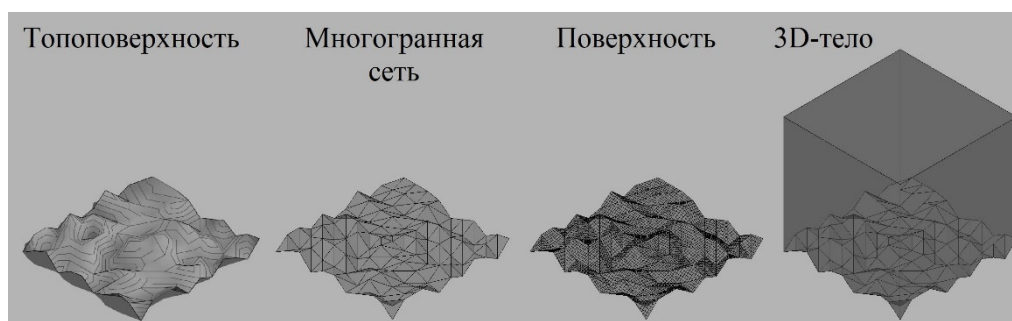 Топоповерхность
Многогранная
сеть
Поверхность
3D-тело